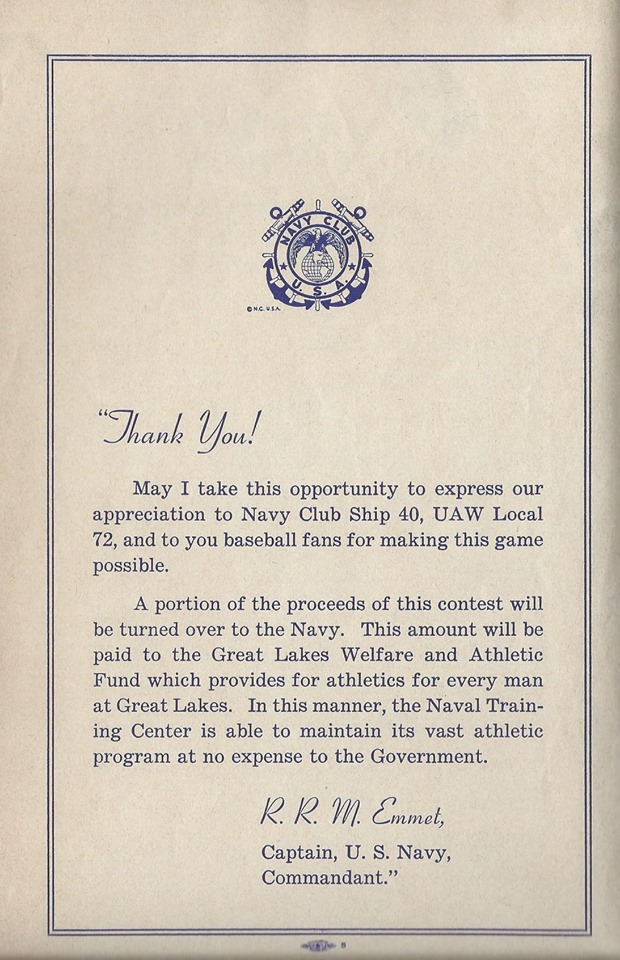 NAVY CLUB
U. S. A.
© N.C. U.S.A.
“Thank You!
May I take this opportunity to express our
appreciation to Navy Club Ship 40, UAW Local
72, and to you baseball fans for making this game
possible.
A portion of the proceeds of this contest will
be turned over to the Navy. This amount will be
paid to the Great Lakes Welfare and Athletic
Fund which provides for athletics for every man
at Great Lakes. In this manner, the Naval Train-
ing Center is able to maintain its vast athletic
program at no expense to the Government.
R. R. M. Emmet,
Captain, U. S. Navy,
Commandant.”